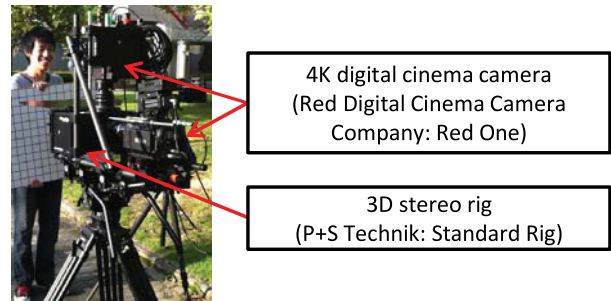 4K digital cinema camera
(Red Digital Cinema Camera
Company: Red One)
3D stereo rig
(P+S Technik: Standard Rig)